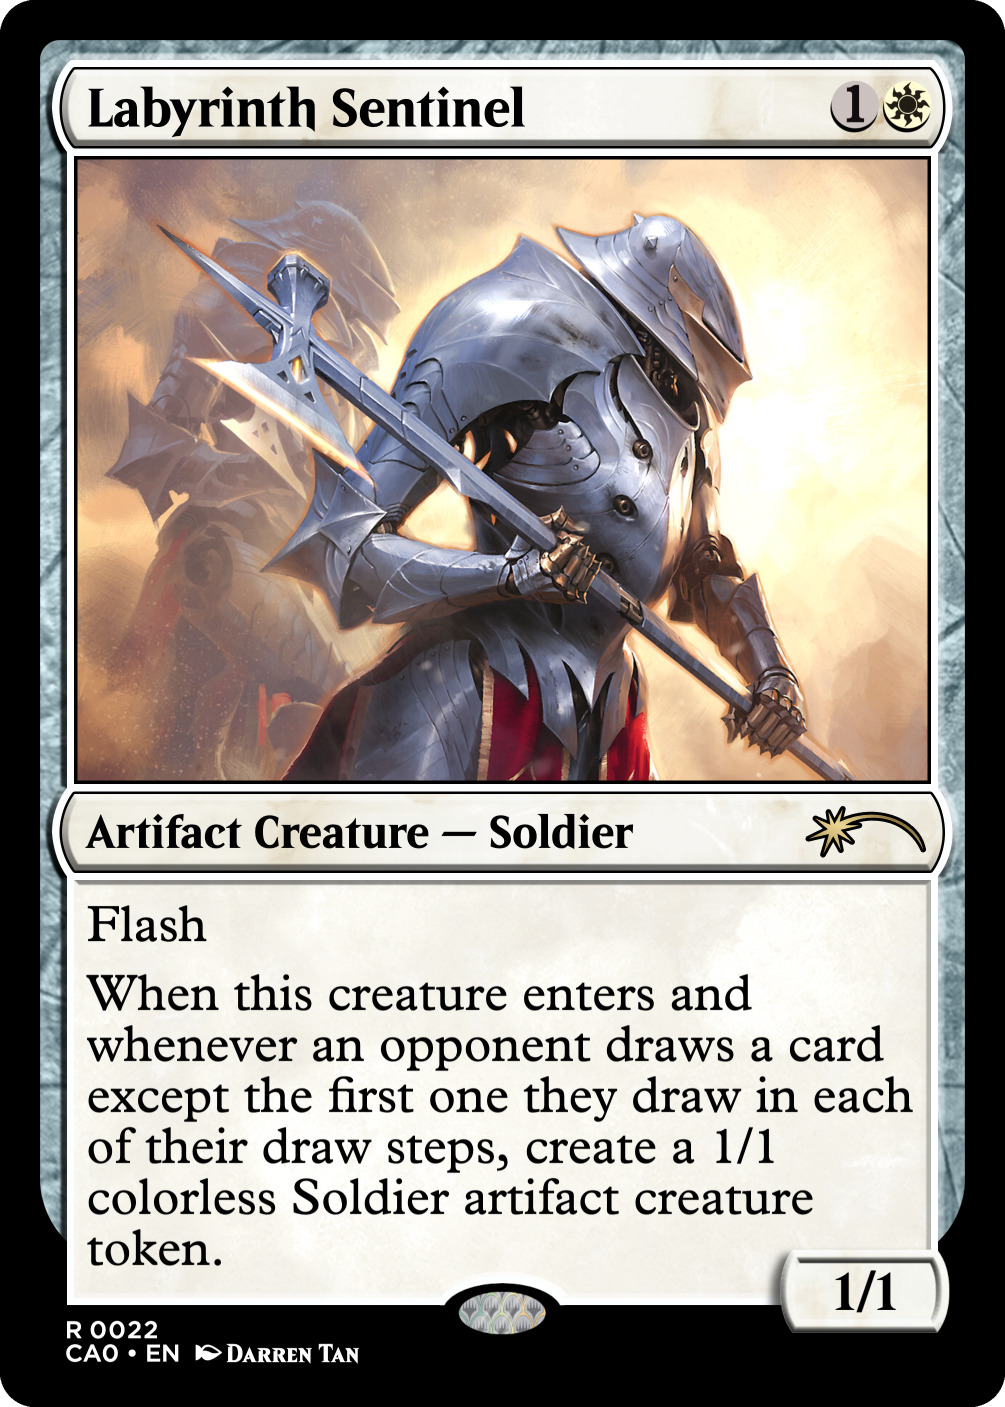 Labyrinth Sentinel 1
Artifact Creature — Soldier
Flash
When this creature enters and
whenever an opponent draws a card
except the first one they draw in each
of their draw steps, create a 1/1
colorless Soldier artifact creature
token.
1/1
R 0022
CAO • EN DARREN TAN